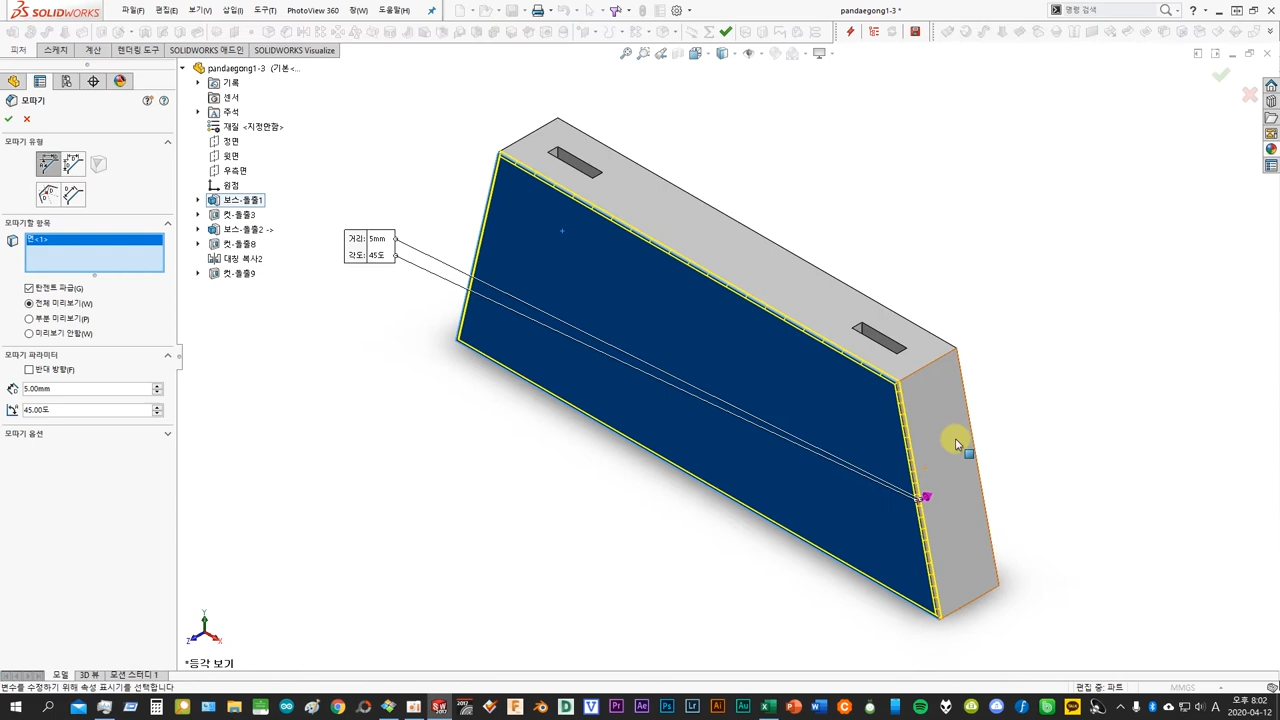 SOLIDWORKS
파일(F)
편집(E)
보기(V)
삽입(I)
도구(T)
PhotoView 360
창(W)
도움말(H)
pandaegong1-3 *
명령 검색
피처
스케치
계산
렌더링 도구
SOLIDWORKS 애드인
SOLIDWORKS Visualize
모따기
모따기 유형
모따기할 항목
면<1>
탄젠트 파급(G)
전체 미리보기(W)
부분 미리보기(P)
미리보기 안함(W)
모따기 파라미터
반대 방향(F)
5.00mm
45.00도
모따기 옵션
pandaegong1-3 (기본<...
기록
센서
주석
재질 <지정안함>
정면
윗면
우측면
원점
보스-돌출1
컷-돌출3
보스-돌출2 ->
컷-돌출8
대칭 복사2
컷-돌출9
거리: 5mm
각도: 45도
Y
Z
X
*등각 보기
모델
3D 뷰
모션 스터디 1
변수를 수정하기 위해 속성 표시기를 선택합니다
편집 중: 파트
MMGS
오후 8:02
2020-04-12